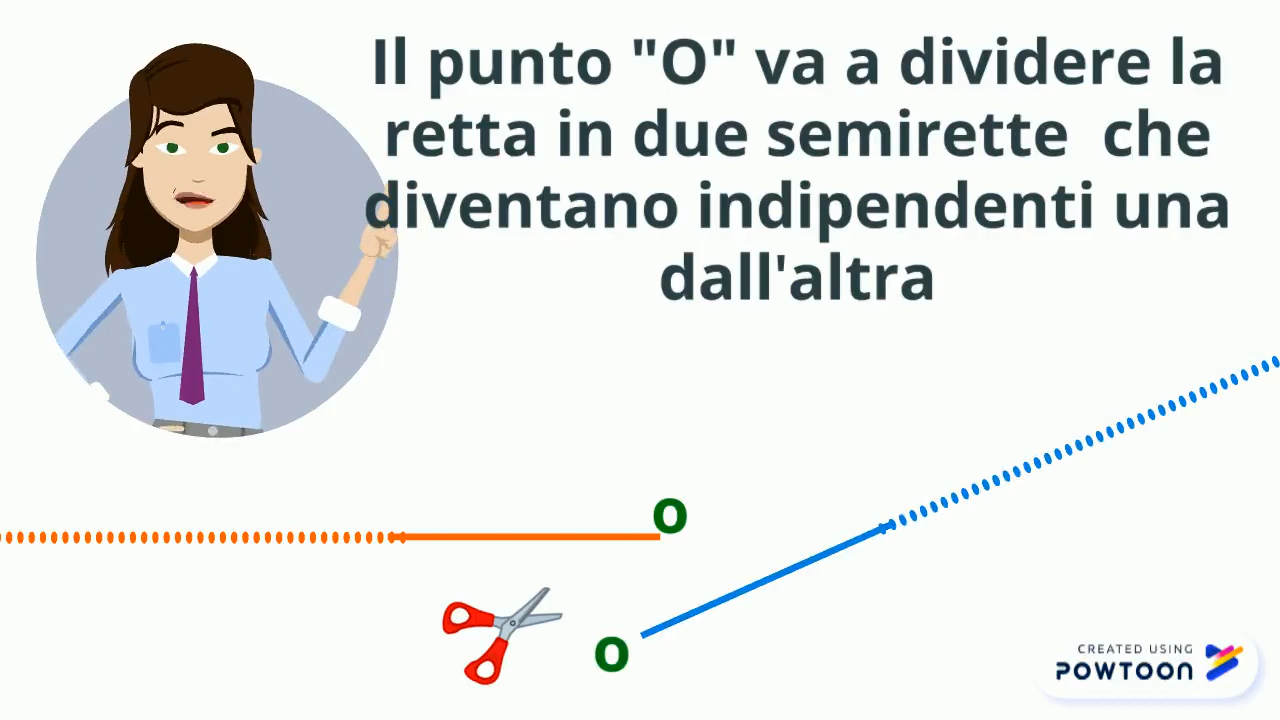 Il punto "O" va a dividere la
retta in due semirette che
diventano indipendenti una
dall'altra
O
O
CREATED USING
POWTOON